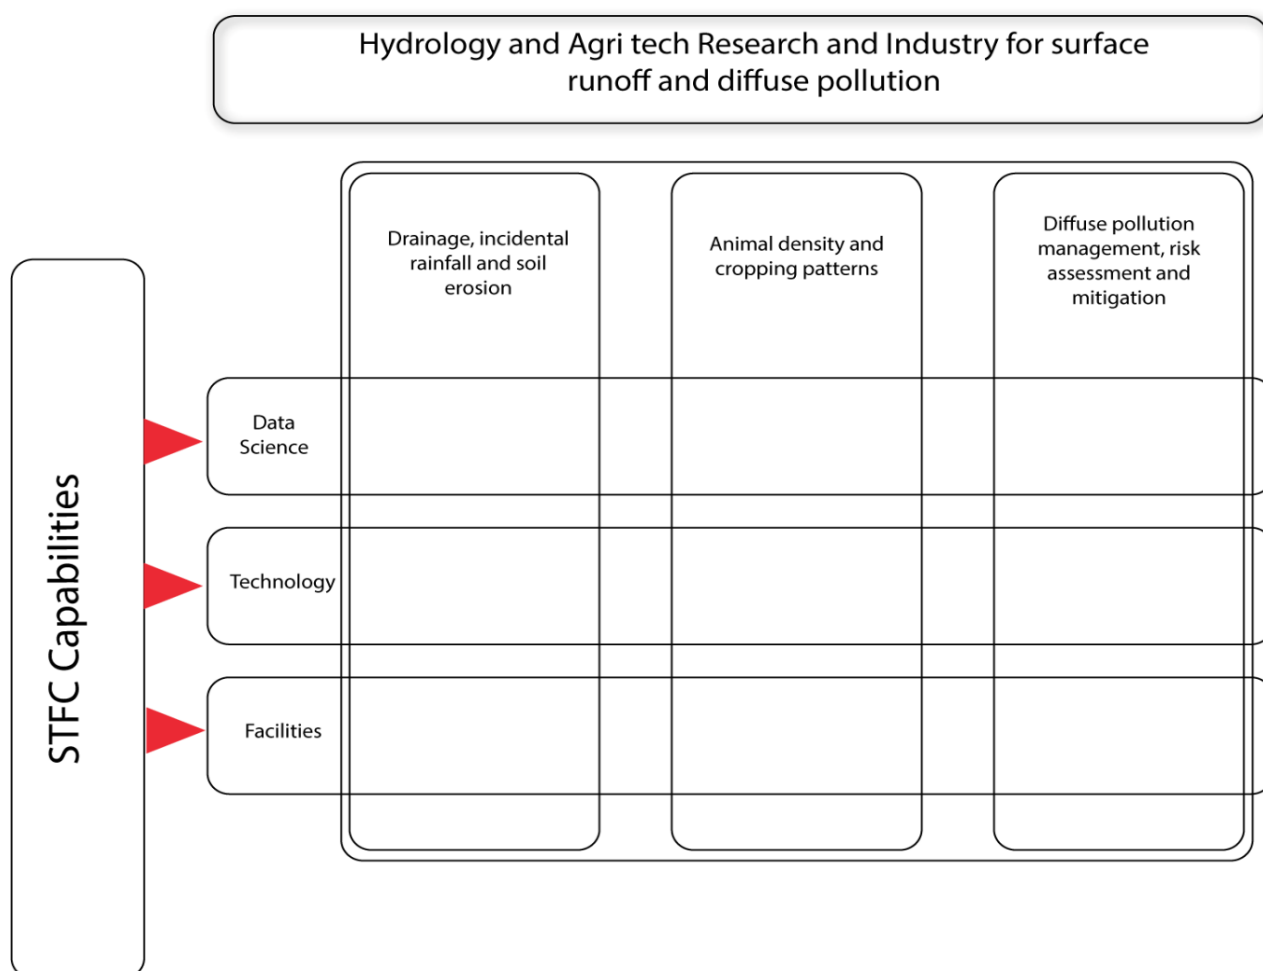 Hydrology and Agri tech Research and Industry for surface
runoff and diffuse pollution
Drainage, incidental
rainfall and soil
erosion
Animal density and
cropping patterns
Diffuse pollution
management, risk
assessment and
mitigation
STFC Capabilities
Data
Science
Technology
Facilities